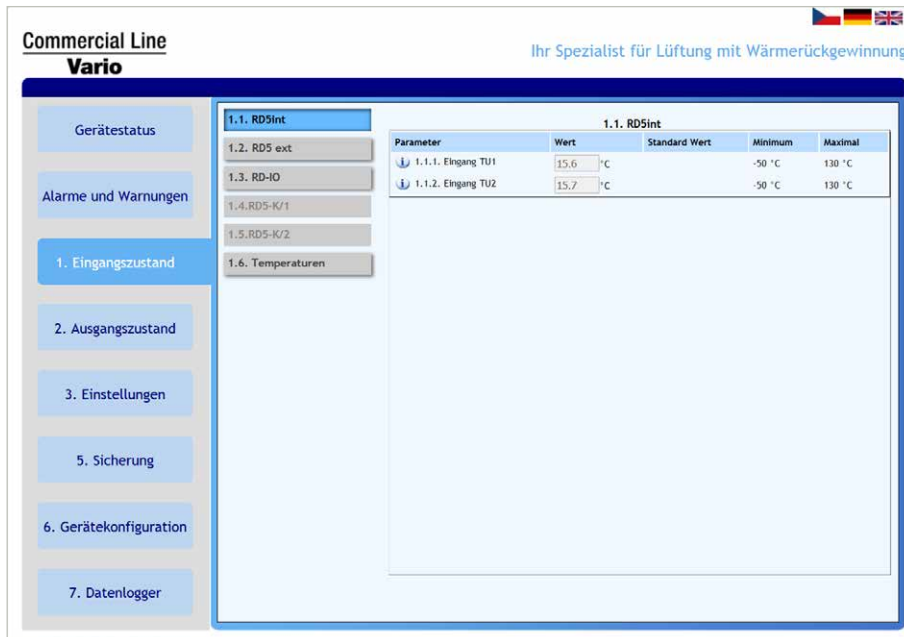 Commercial Line
Vario
Ihr Spezialist für Lüftung mit Wärmerückgewinnung
Gerätestatus
Alarme und Warnungen
1. Eingangszustand
2. Ausgangszustand
3. Einstellungen
5. Sicherung
6. Gerätekonfiguration
7. Datenlogger
1.1. RD5int
1.2. RD5 ext
1.3. RD-IO
1.4.RD5-K/1
1.5.RD5-K/2
1.6. Temperaturen
1.1. RD5int
Parameter Wert Standard Wert Minimum Maximal
i 1.1.1. Eingang TU1 15.6 °C -50 °C 130 °C
i 1.1.2. Eingang TU2 15.7 °C -50 °C 130 °C